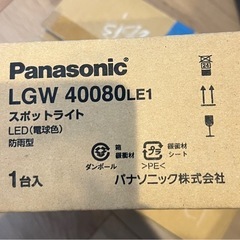 Panasonic
LGW 40080LE1
スポットライト
LED(電球色)
防雨型
1台入
箱
緩衝材
ダンボール
緩衝材
シート
>PE<
パナソニック株式会社